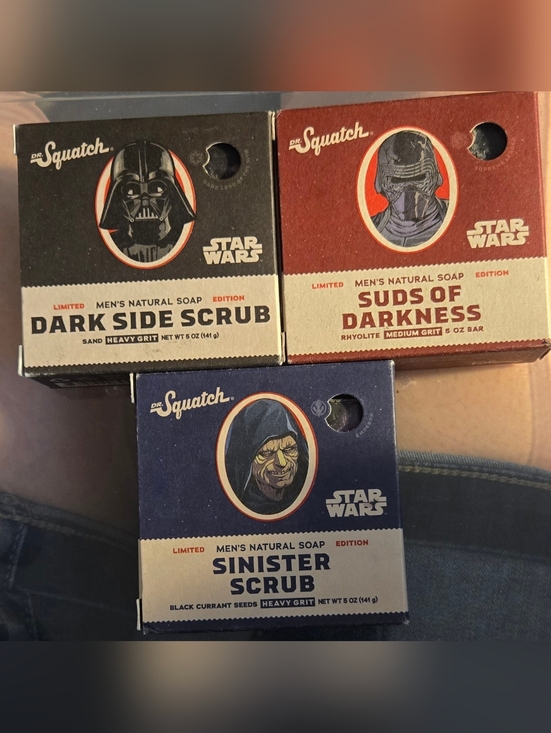 DR. Squatch®
STAR
WARS
LIMITED MEN'S NATURAL SOAP EDITION
DARK SIDE SCRUB
SAND HEAVY GRIT NET WT 5 OZ (141 g)
DR. Squatch®
STAR
WARS
LIMITED MEN'S NATURAL SOAP EDITION
SUDS OF
DARKNESS
RHYOLITE MEDIUM GRIT 5 OZ BAR
DR. Squatch®
STAR
WARS
LIMITED MEN'S NATURAL SOAP EDITION
SINISTER
SCRUB
BLACK CURRANT SEEDS HEAVY GRIT NET WT 5 OZ (141 g)